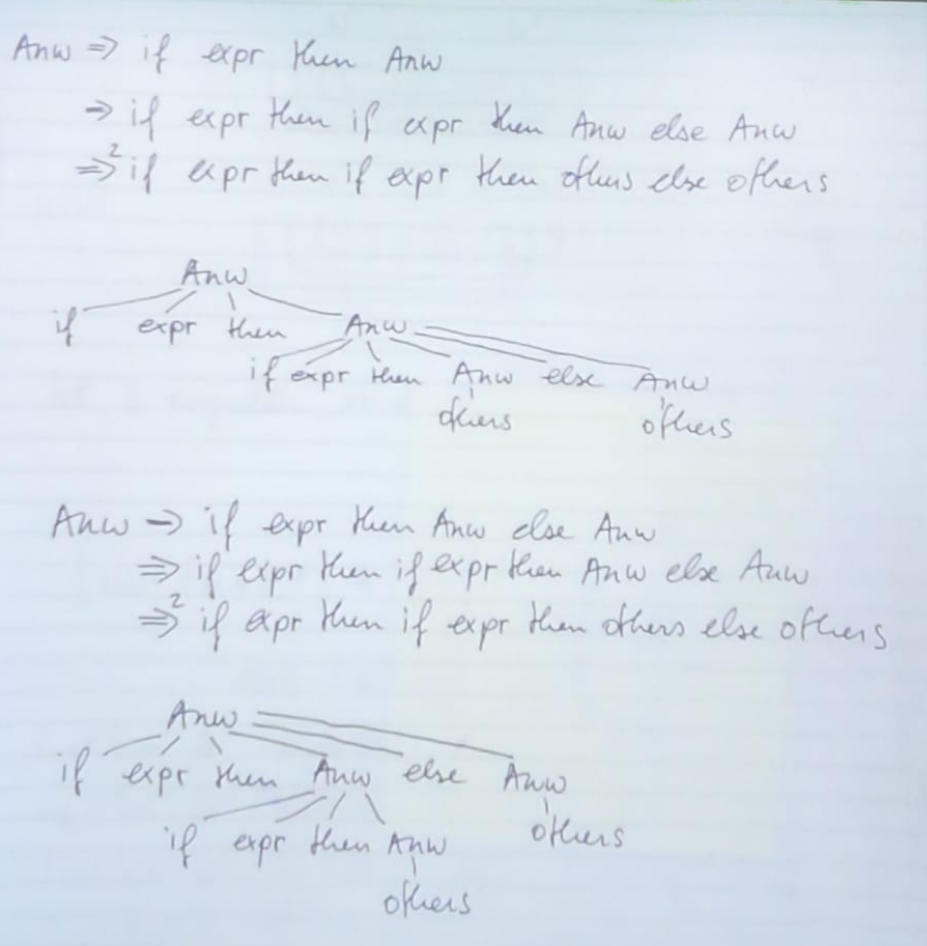 Anw ⇒ if expr then Anw
⇒ if expr then if expr then Anw else Anw
⇒² if expr then if expr then others else others
Anw
if expr then Anw
if expr then Anw else Anw
others others
Anw ⇒ if expr then Anw else Anw
⇒ if expr then if expr then Anw else Anw
⇒² if expr then if expr then others else others
Anw
if expr then Anw else Anw
if expr then Anw others
others